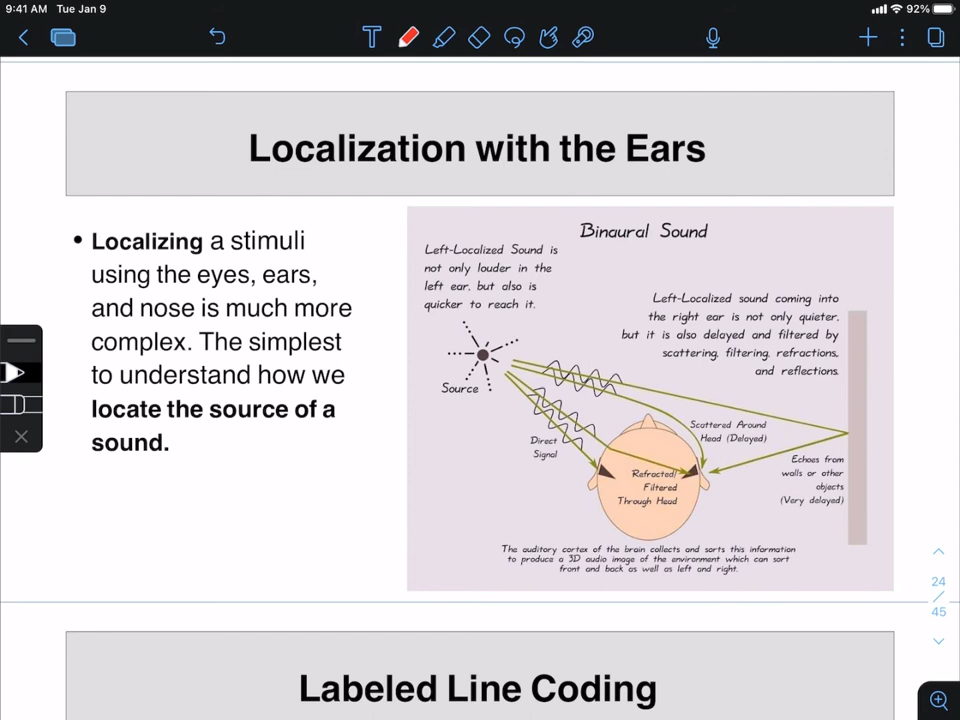 9:41 AM Tue Jan 9
92%
Localization with the Ears
• Localizing a stimuli
using the eyes, ears,
and nose is much more
complex. The simplest
to understand how we
locate the source of a
sound.
Binaural Sound
Left-Localized Sound is
not only louder in the
left ear, but also is
quicker to reach it.
Left-Localized sound coming into
the right ear is not only quieter,
but it is also delayed and filtered by
scattering, filtering, refractions,
and reflections.
Source
Direct
Signal
Scattered Around
Head (Delayed)
Refracted/
Filtered
Through Head
Echoes from
walls or other
objects
(Very delayed)
The auditory cortex of the brain collects and sorts this information
to produce a 3D audio image of the environment which can sort
front and back as well as left and right.
24
/
45
Labeled Line Coding